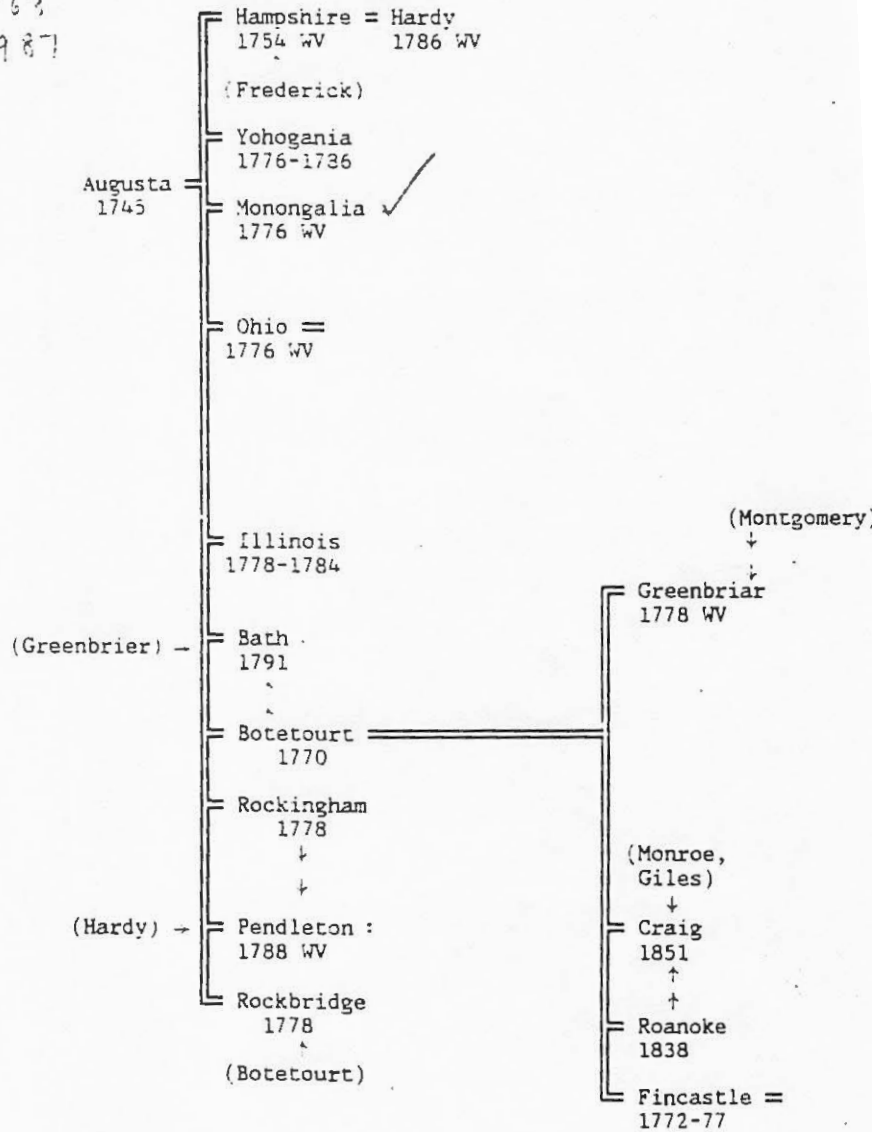 Hampshire = Hardy
1754 WV 1786 WV
(Frederick)
Yohogania
1776-1736
Augusta =
1745
Monongalia ✓
1776 WV
Ohio =
1776 WV
Illinois
1778-1784
(Montgomery)
Greenbriar
1778 WV
(Greenbrier) →
Bath
1791
Botetourt
1770
Rockingham
1778
(Monroe,
Giles)
(Hardy) →
Pendleton :
1788 WV
Craig
1851
Rockbridge
1778
Roanoke
1838
(Botetourt)
Fincastle =
1772-77